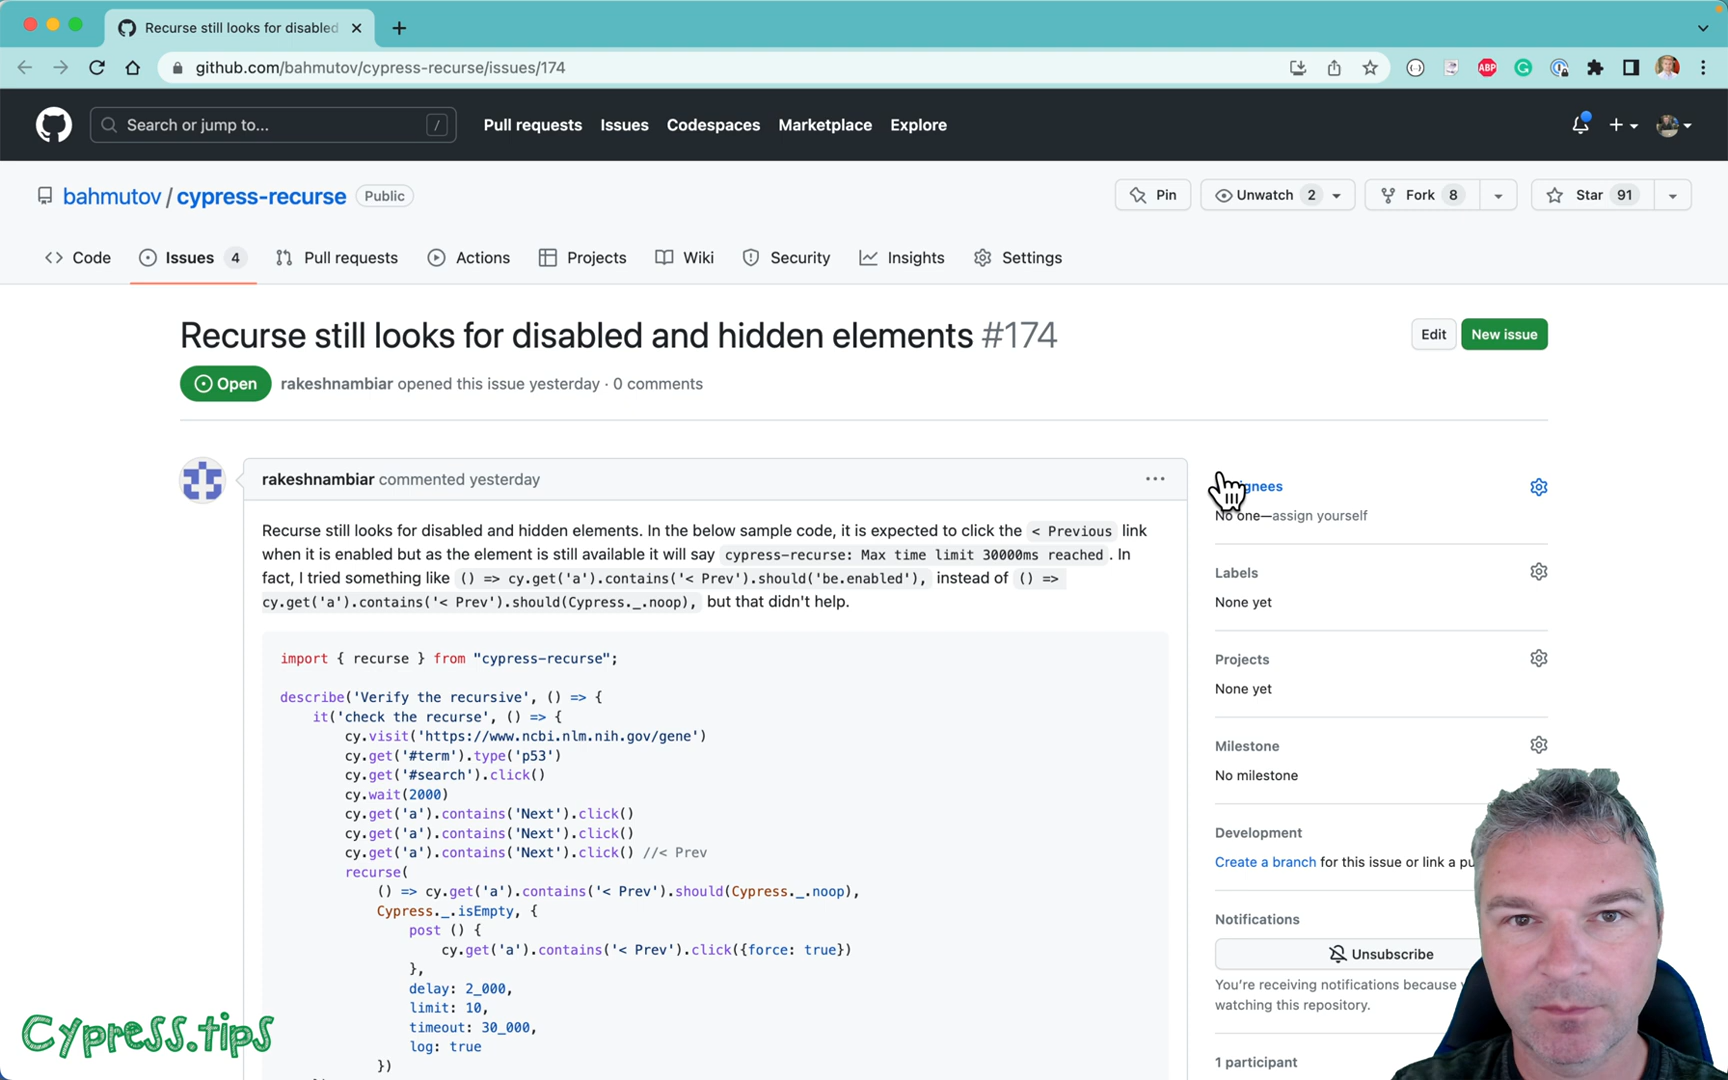 Recurse still looks for disabled
github.com/bahmutov/cypress-recurse/issues/174
ABP
Search or jump to... /
Pull requests Issues Codespaces Marketplace Explore
bahmutov / cypress-recurse Public
Pin Unwatch 2 Fork 8 Star 91
Code Issues 4 Pull requests Actions Projects Wiki Security Insights Settings
Recurse still looks for disabled and hidden elements #174
Edit New issue
Open rakeshnambiar opened this issue yesterday · 0 comments
rakeshnambiar commented yesterday
Recurse still looks for disabled and hidden elements. In the below sample code, it is expected to click the < Previous link
when it is enabled but as the element is still available it will say cypress-recurse: Max time limit 30000ms reached . In
fact, I tried something like () => cy.get('a').contains('< Prev').should('be.enabled'), instead of () =>
cy.get('a').contains('< Prev').should(Cypress._.noop), but that didn't help.
import { recurse } from "cypress-recurse";
describe('Verify the recursive', () => {
it('check the recurse', () => {
cy.visit('https://www.ncbi.nlm.nih.gov/gene')
cy.get('#term').type('p53')
cy.get('#search').click()
cy.wait(2000)
cy.get('a').contains('Next').click()
cy.get('a').contains('Next').click()
cy.get('a').contains('Next').click() //< Prev
recurse(
() => cy.get('a').contains('< Prev').should(Cypress._.noop),
Cypress._.isEmpty, {
post () {
cy.get('a').contains('< Prev').click({force: true})
},
delay: 2_000,
limit: 10,
timeout: 30_000,
log: true
})
No one—assign yourself
Labels
None yet
Projects
None yet
Milestone
No milestone
Development
Create a branch for this issue or link a
Notifications
Unsubscribe
You're receiving notifications because
watching this repository.
1 participant
Cypress.tips